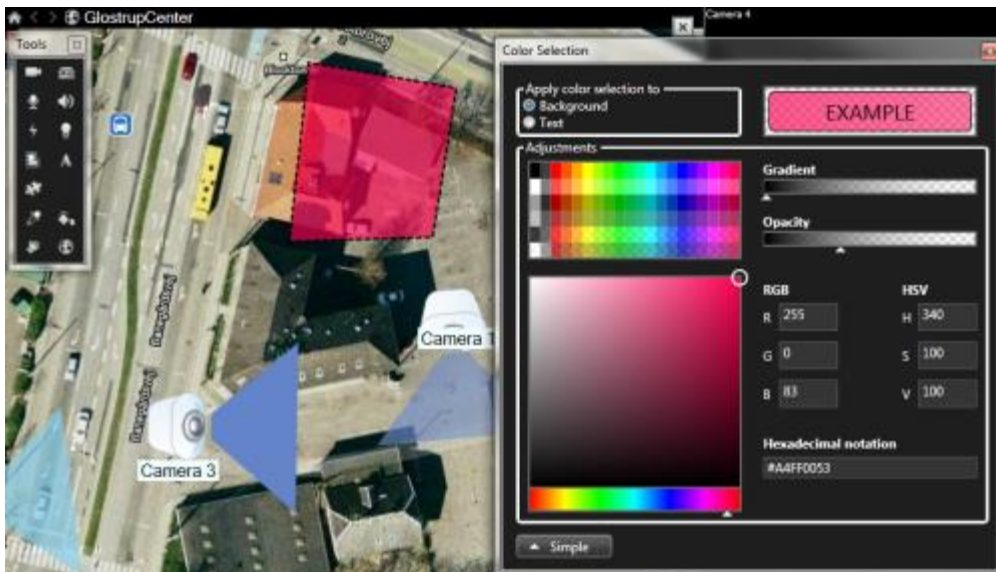 GlostrupCenter
Camera 4
Tools
Color Selection
Apply color selection to
Background
Text
EXAMPLE
Adjustments
Gradient
Opacity
RGB
HSV
R 255
H 340
G 0
S 100
B 83
V 100
Hexadecimal notation
#A4FF0053
Simple
Camera 1
Camera 3
A